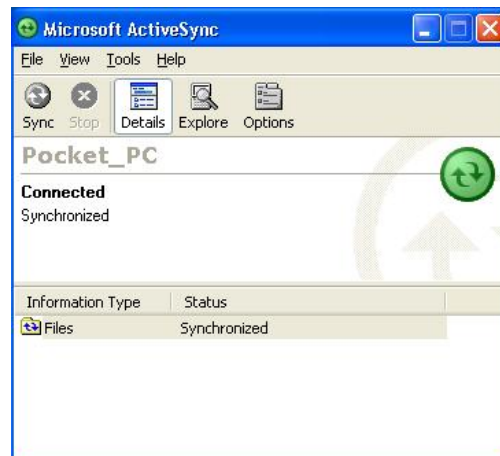 Microsoft ActiveSync
File View Tools Help
Sync Stop Details Explore Options
Pocket_PC
Connected
Synchronized
Information Type Status
Files Synchronized